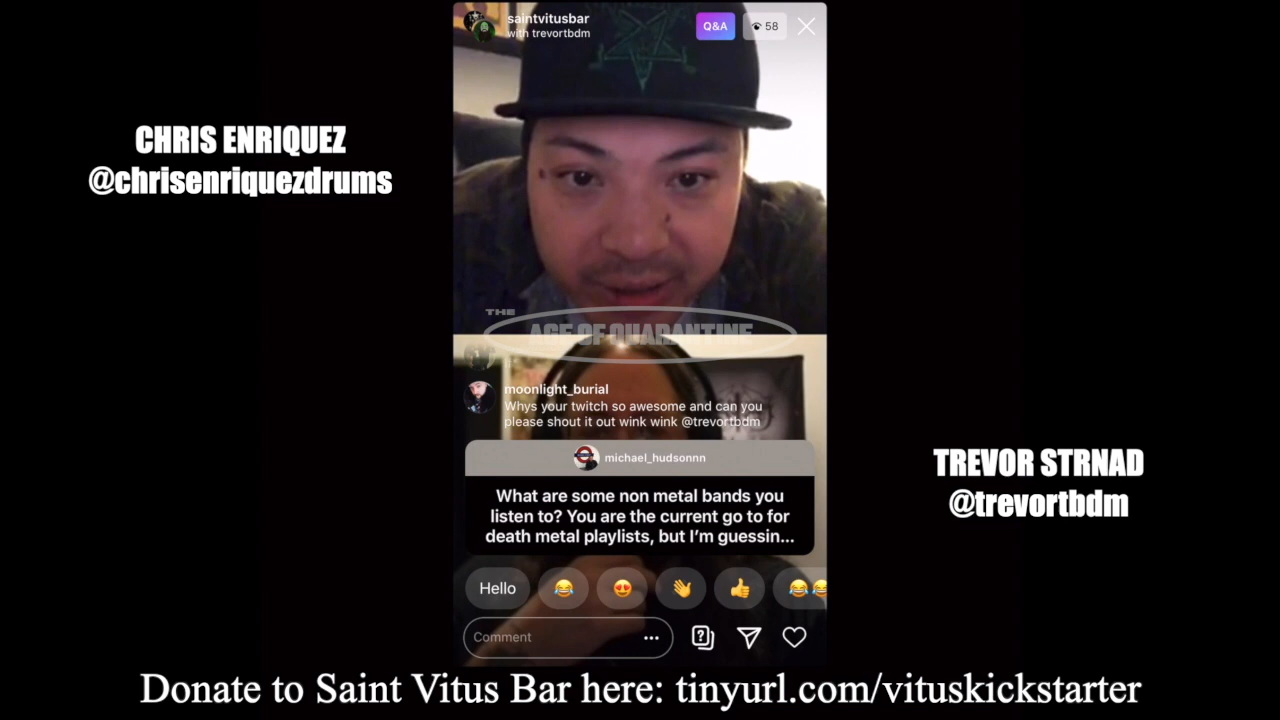 saintvitusbar
with trevortbdm
Q&A
58
CHRIS ENRIQUEZ
@chrisenriquezdrums
THE
AGE OF QUARANTINE
moonlight_burial
Whys your twitch so awesome and can you
please shout it out wink wink @trevortbdm
michael_hudsonnn
What are some non metal bands you
listen to? You are the current go to for
death metal playlists, but I'm guessin...
TREVOR STRNAD
@trevortbdm
Hello
Comment
Donate to Saint Vitus Bar here: tinyurl.com/vituskickstarter